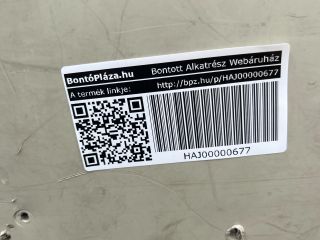 BontóPláza.hu Bontott Alkatrész Webáruház
A termék linkje: http://bpz.hu/p/HAJ00000677
HAJ00000677